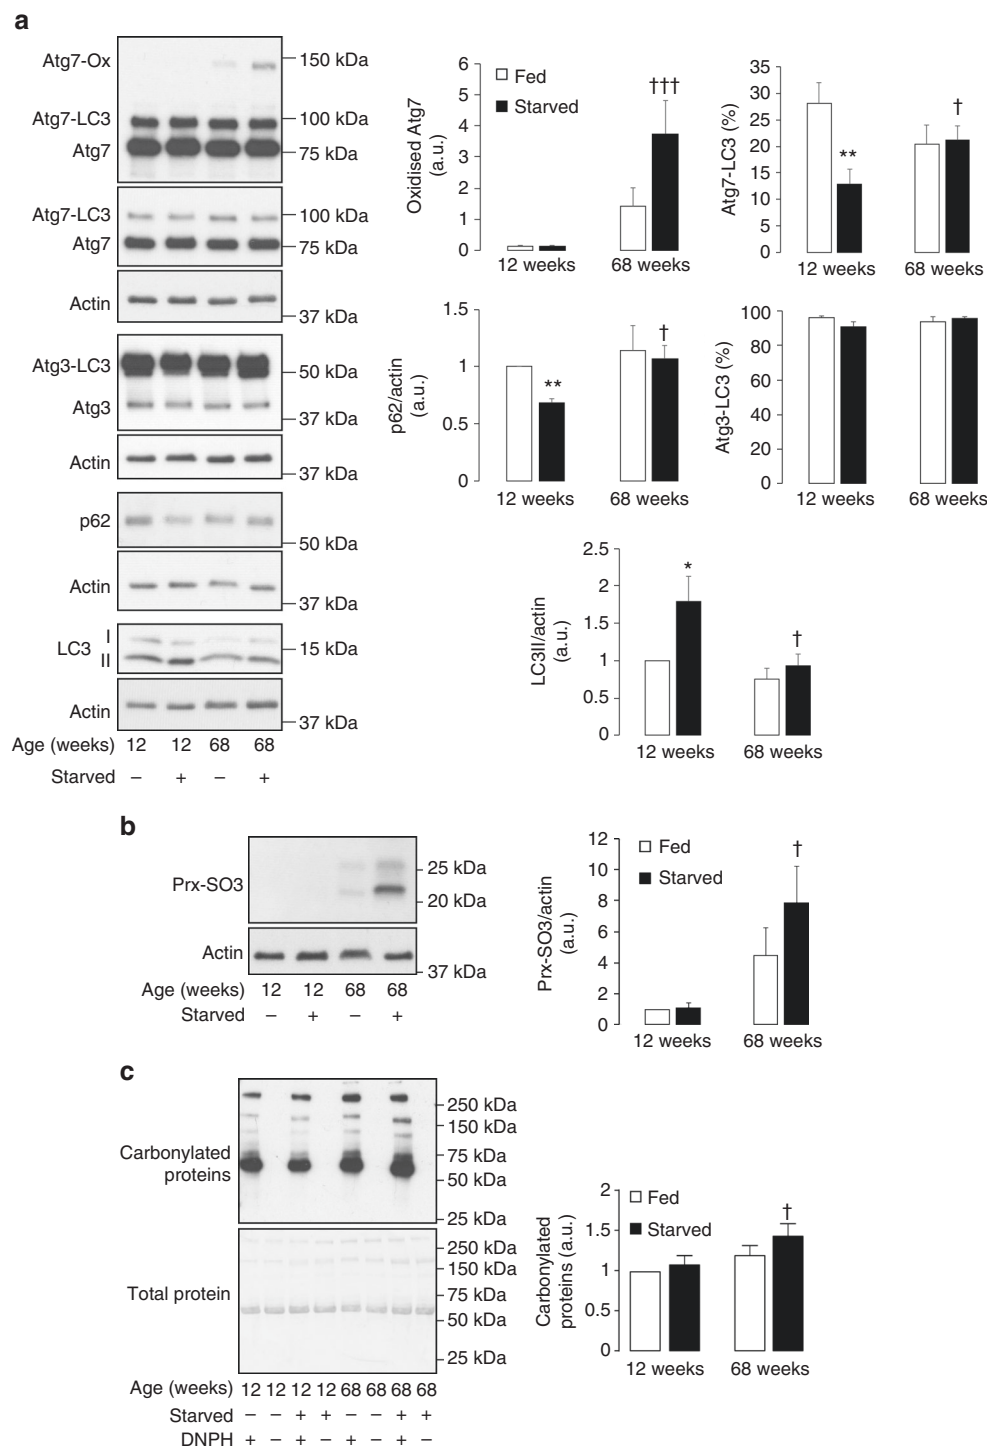 a
Atg7-Ox
Atg7-LC3
Atg7
150 kDa
100 kDa
75 kDa
Atg7-LC3
Atg7
100 kDa
75 kDa
Actin
37 kDa
Atg3-LC3
Atg3
50 kDa
37 kDa
Actin
37 kDa
p62
50 kDa
Actin
37 kDa
LC3 I
II
15 kDa
Actin
37 kDa
Age (weeks) 12 12 68 68
Starved – + – +
Oxidised Atg7
(a.u.)
6
5
4
3
2
1
0
Fed
Starved
†††
12 weeks 68 weeks
Atg7-LC3 (%)
35
30
25
20
15
10
5
0
**
†
12 weeks 68 weeks
p62/actin
(a.u.)
1.5
1
0.5
0
**
†
12 weeks 68 weeks
Atg3-LC3 (%)
100
80
60
40
20
0
12 weeks 68 weeks
LC3II/actin
(a.u.)
2.5
2
1.5
1
0.5
0
*
†
12 weeks 68 weeks
b
Prx-SO3
25 kDa
20 kDa
Actin
37 kDa
Age (weeks) 12 12 68 68
Starved – + – +
Prx-SO3/actin
(a.u.)
12
10
8
6
4
2
0
Fed
Starved
†
12 weeks 68 weeks
c
Carbonylated
proteins
250 kDa
150 kDa
75 kDa
50 kDa
25 kDa
Total protein
250 kDa
150 kDa
75 kDa
50 kDa
25 kDa
Age (weeks) 12 12 12 12 68 68 68 68
Starved – – + + – – + +
DNPH + – + – + – + –
Carbonylated
proteins (a.u.)
2
1.5
1
0.5
0
Fed
Starved
†
12 weeks 68 weeks